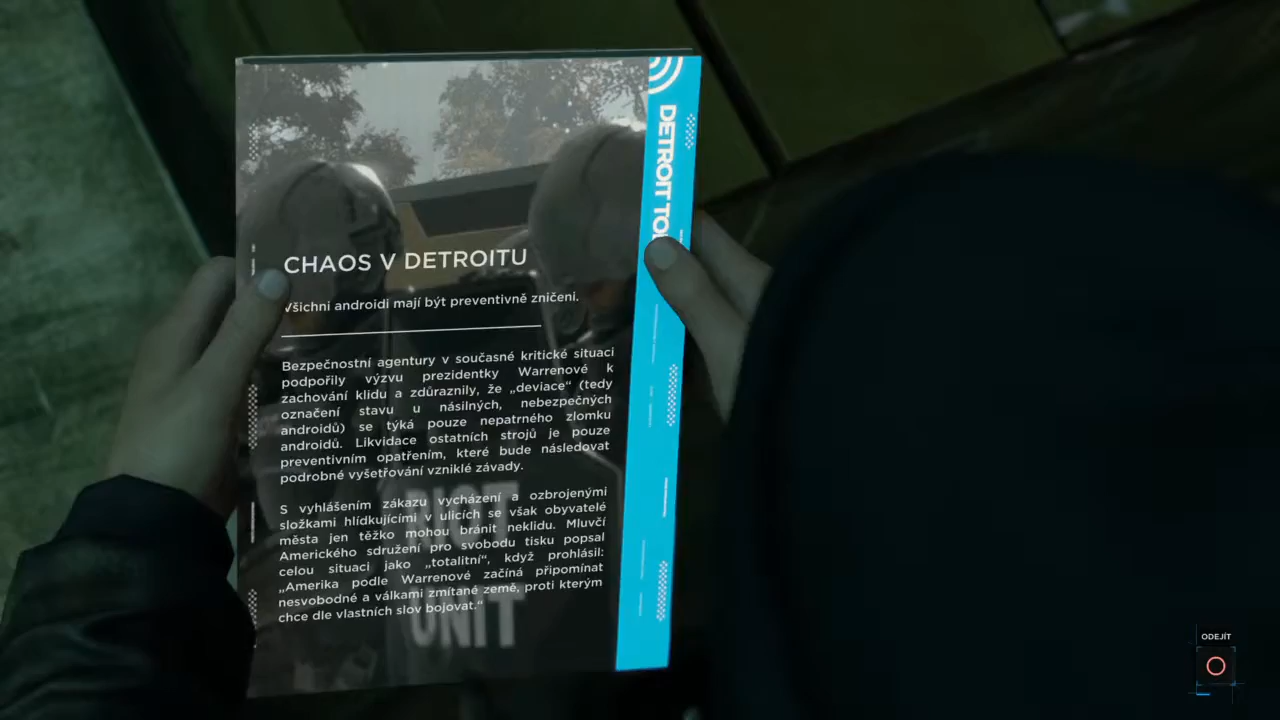 DETROIT
CHAOS V DETROITU
Všichni androidi mají být preventivně zničeni.
Bezpečnostní agentury v současné kritické situaci
podpořily výzvu prezidentky Warrenové k
zachování klidu a zdůraznily, že „deviace“ (tedy
označení stavu u násilných, nebezpečných
androidů) se týká pouze nepatrného zlomku
androidů. Likvidace ostatních strojů je pouze
preventivním opatřením, které bude následovat
podrobné vyšetřování vzniklé závady.
S vyhlášením zákazu vycházení a ozbrojenými
složkami hlídkujícími v ulicích se však obyvatelé
města jen těžko mohou bránit neklidu. Mluvčí
Amerického sdružení pro svobodu tisku popsal
celou situaci jako „totalitní“, když prohlásil:
„Amerika podle Warrenové začíná připomínat
nesvobodné a válkami zmítané země, proti kterým
chce dle vlastních slov bojovat.“
RIOT
UNIT
ODEJÍT